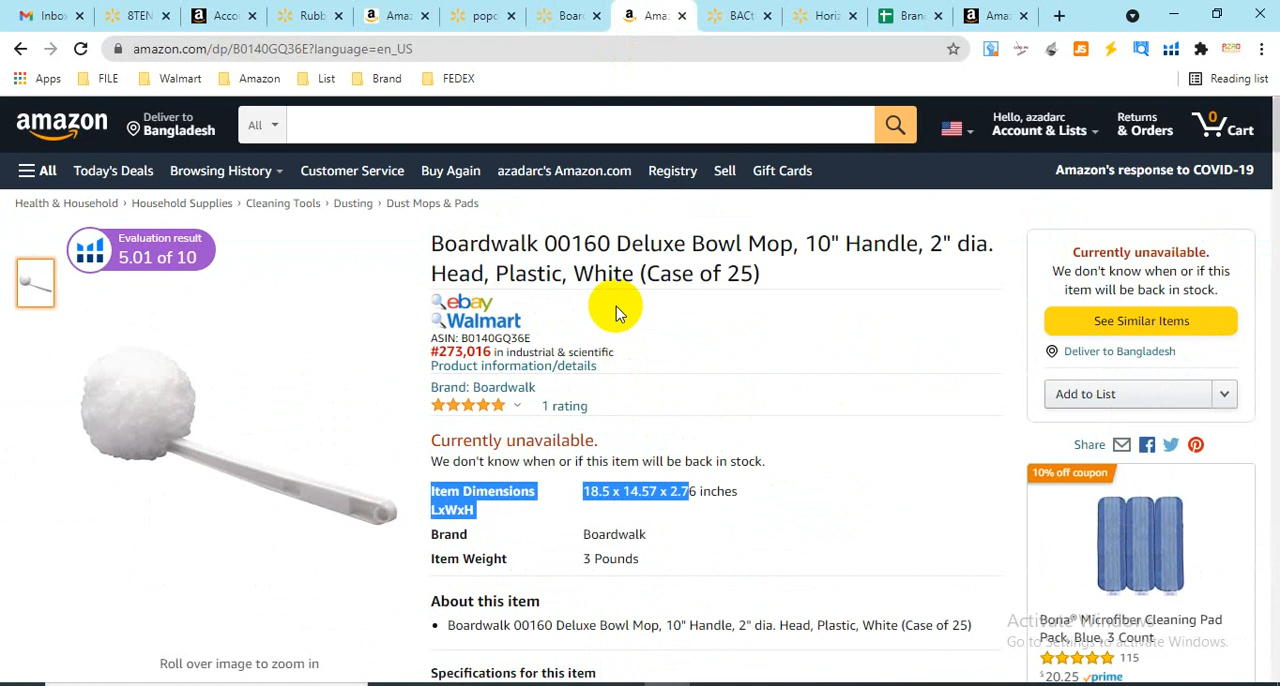 Inbo
8TEN
Acco
Rubb
Amaz
popc
Boarc
Amaz
BACt
Horiz
Branc
Amaz
amazon.com/dp/B0140GQ36E?language=en_US
Apps
FILE
Walmart
Amazon
List
Brand
FEDEX
Reading list
amazon
Deliver to
Bangladesh
All
Hello, azadarc
Account & Lists
Returns
& Orders
0
Cart
All
Today's Deals
Browsing History
Customer Service
Buy Again
azadarc's Amazon.com
Registry
Sell
Gift Cards
Amazon's response to COVID-19
Health & Household › Household Supplies › Cleaning Tools › Dusting › Dust Mops & Pads
Evaluation result
5.01 of 10
Boardwalk 00160 Deluxe Bowl Mop, 10" Handle, 2" dia.
Head, Plastic, White (Case of 25)
ebay
Walmart
ASIN: B0140GQ36E
#273,016 in industrial & scientific
Product information/details
Brand: Boardwalk
1 rating
Currently unavailable.
We don't know when or if this item will be back in stock.
Item Dimensions 18.5 x 14.57 x 2.76 inches
LxWxH
Brand Boardwalk
Item Weight 3 Pounds
About this item
• Boardwalk 00160 Deluxe Bowl Mop, 10" Handle, 2" dia. Head, Plastic, White (Case of 25)
Specifications for this item
Roll over image to zoom in
Currently unavailable.
We don't know when or if this
item will be back in stock.
See Similar Items
Deliver to Bangladesh
Add to List
Share
10% off coupon
Bona® Microfiber Cleaning Pad
Pack, Blue, 3 Count
115
$20.25 prime
Activate Windows
Go to Settings to activate Windows.